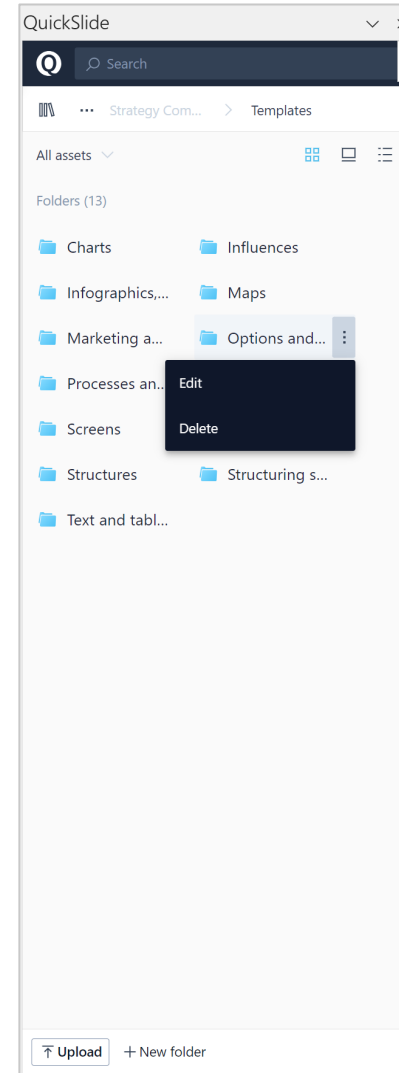 QuickSlide
Q Search
... Strategy Com... > Templates
All assets
Folders (13)
Charts Influences
Infographics,... Maps
Marketing a... Options and...
Processes an..
Edit
Screens
Delete
Structures Structuring s...
Text and tabl...
Upload + New folder